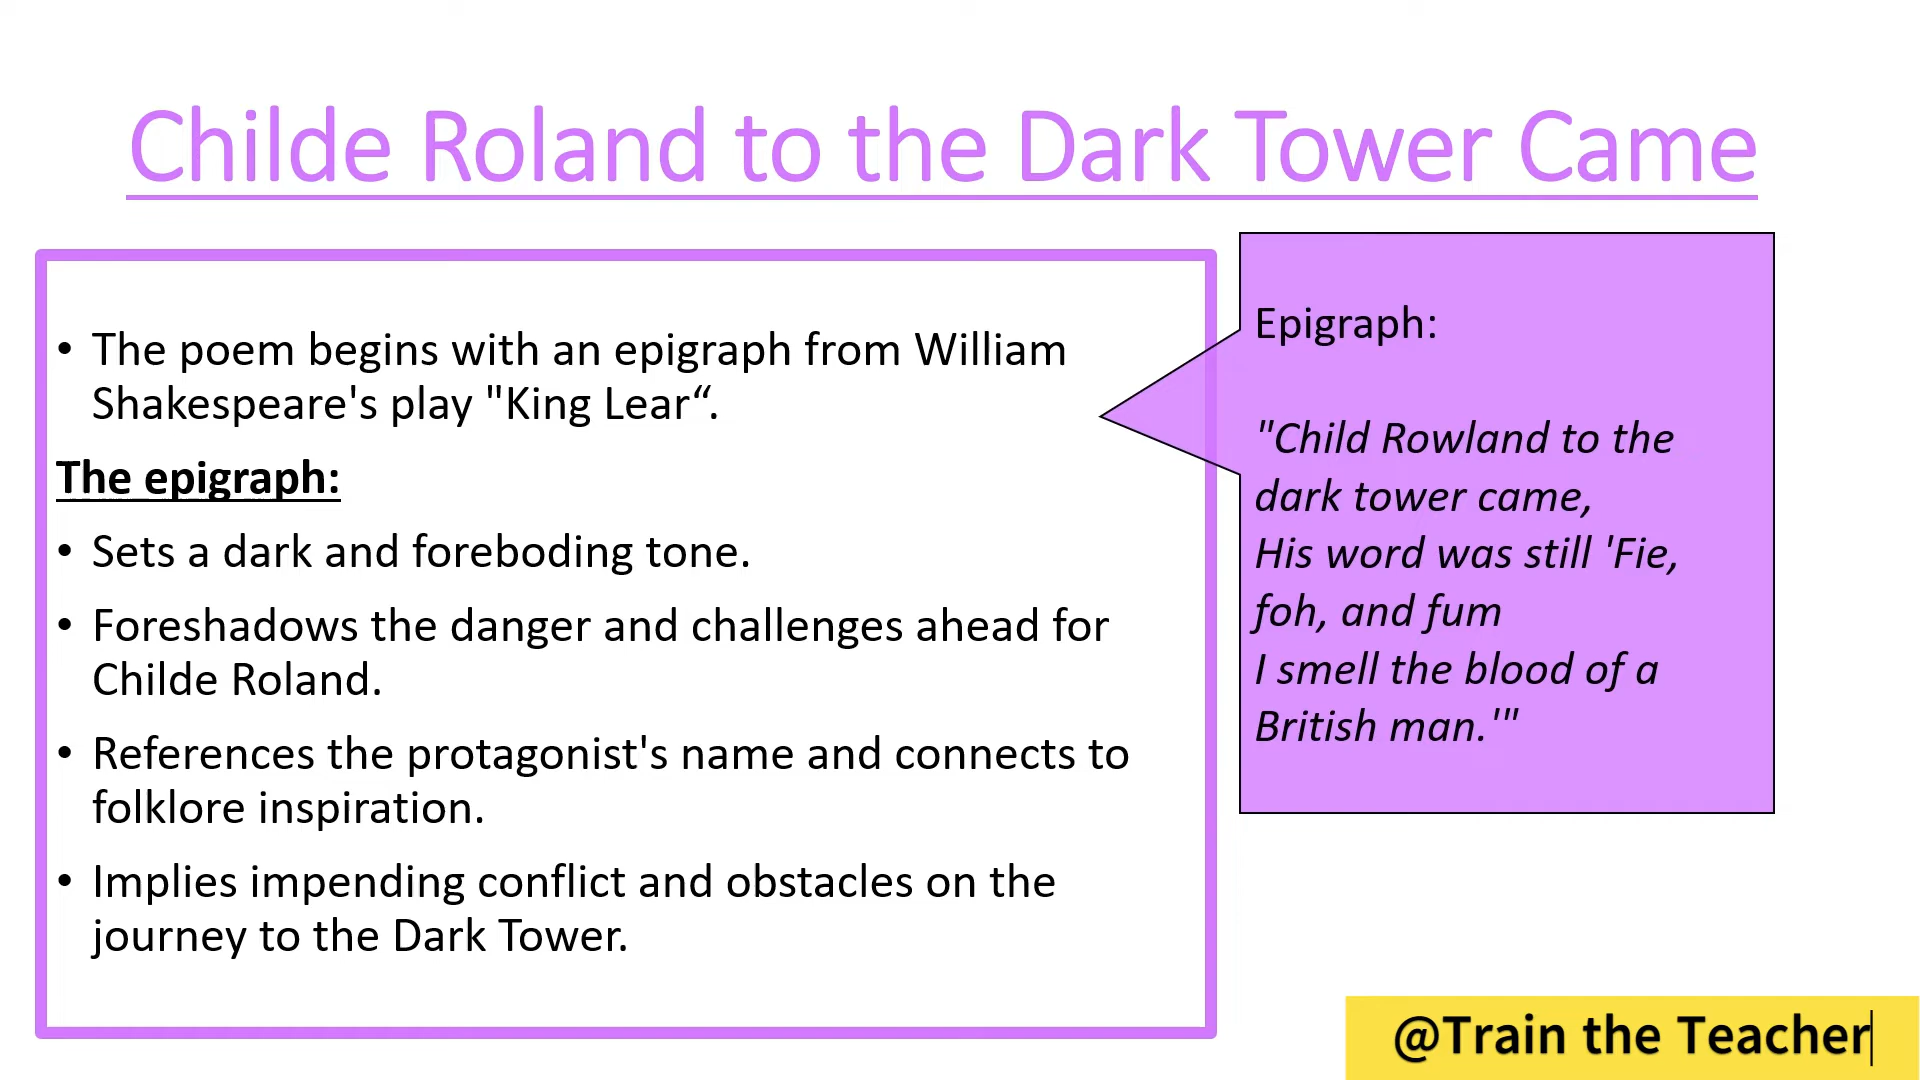 Childe Roland to the Dark Tower Came
• The poem begins with an epigraph from William
Shakespeare's play "King Lear“.
The epigraph:
• Sets a dark and foreboding tone.
• Foreshadows the danger and challenges ahead for
Childe Roland.
• References the protagonist's name and connects to
folklore inspiration.
• Implies impending conflict and obstacles on the
journey to the Dark Tower.
Epigraph:
"Child Rowland to the
dark tower came,
His word was still 'Fie,
foh, and fum
I smell the blood of a
British man.'"
@Train the Teacher